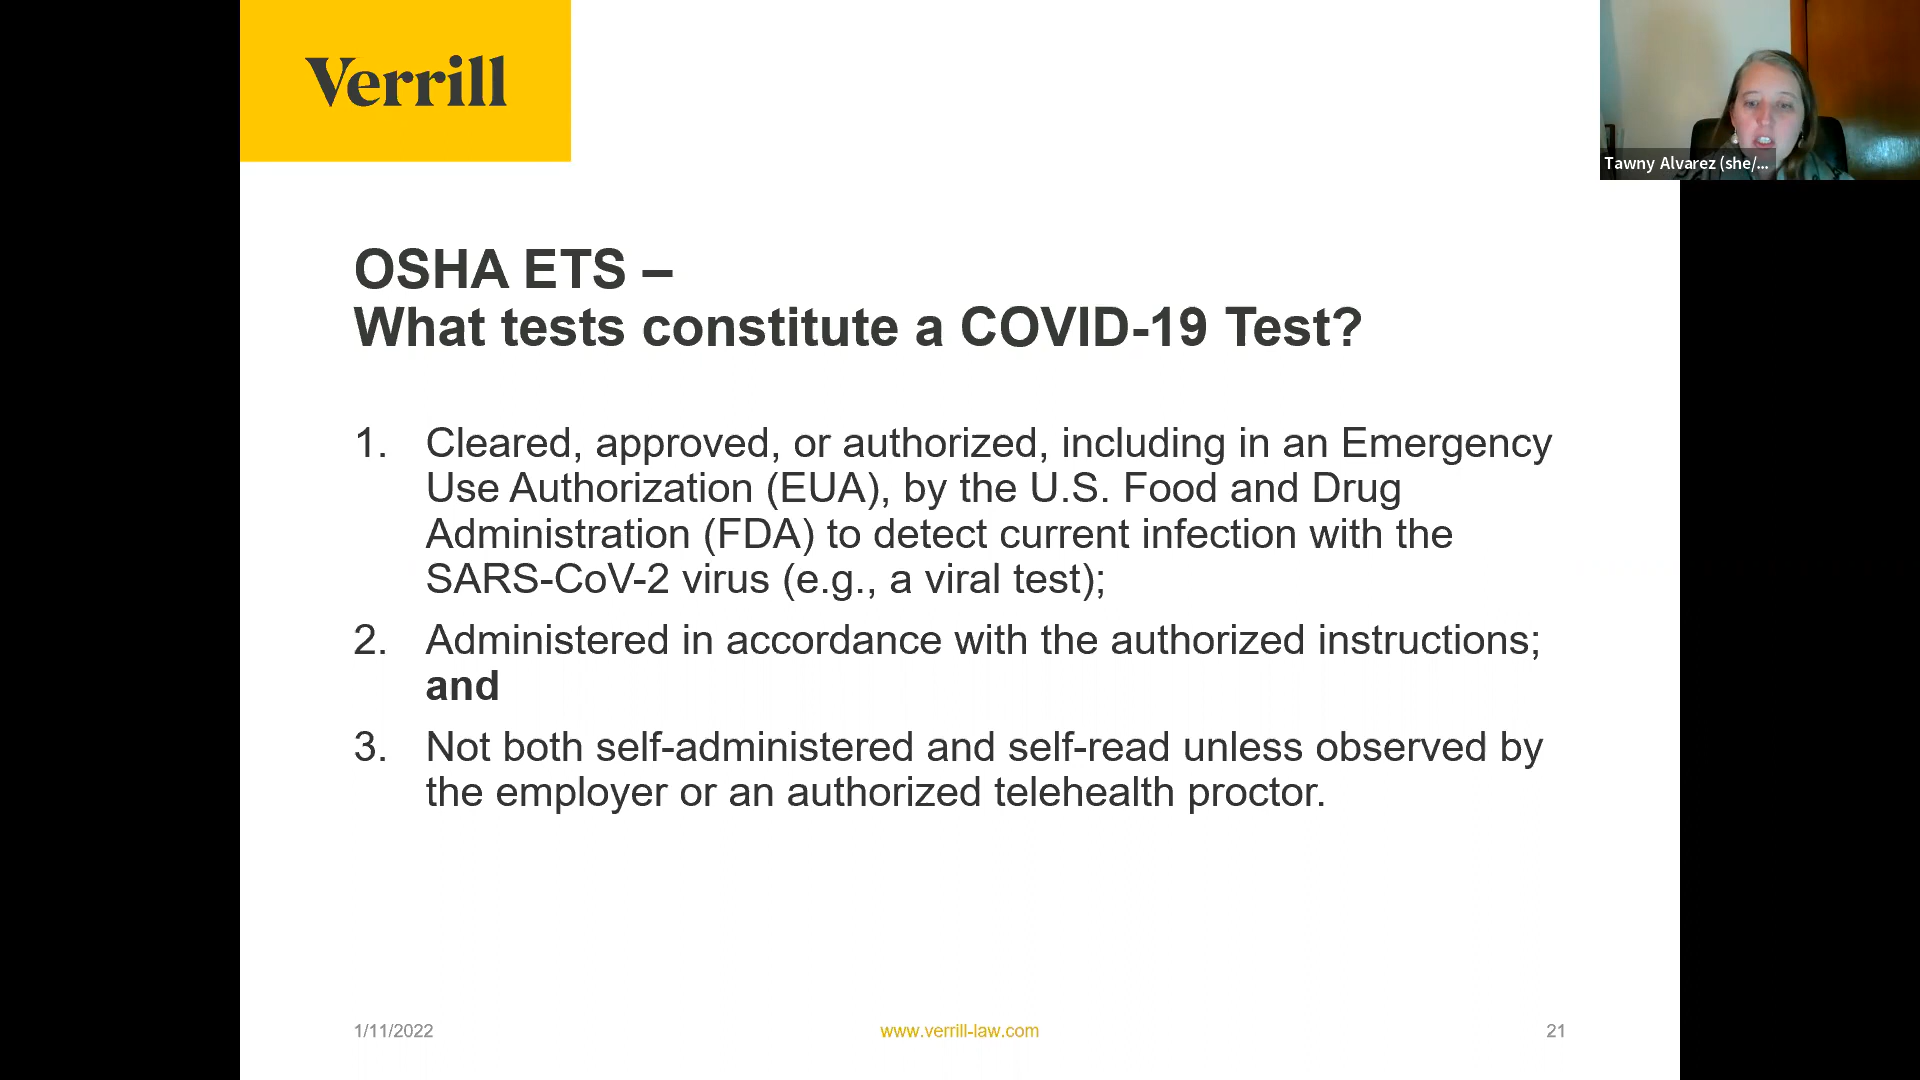 Verrill
Tawny Alvarez (she/...
OSHA ETS –
What tests constitute a COVID-19 Test?
1. Cleared, approved, or authorized, including in an Emergency
Use Authorization (EUA), by the U.S. Food and Drug
Administration (FDA) to detect current infection with the
SARS-CoV-2 virus (e.g., a viral test);
2. Administered in accordance with the authorized instructions;
and
3. Not both self-administered and self-read unless observed by
the employer or an authorized telehealth proctor.
1/11/2022
www.verrill-law.com
21